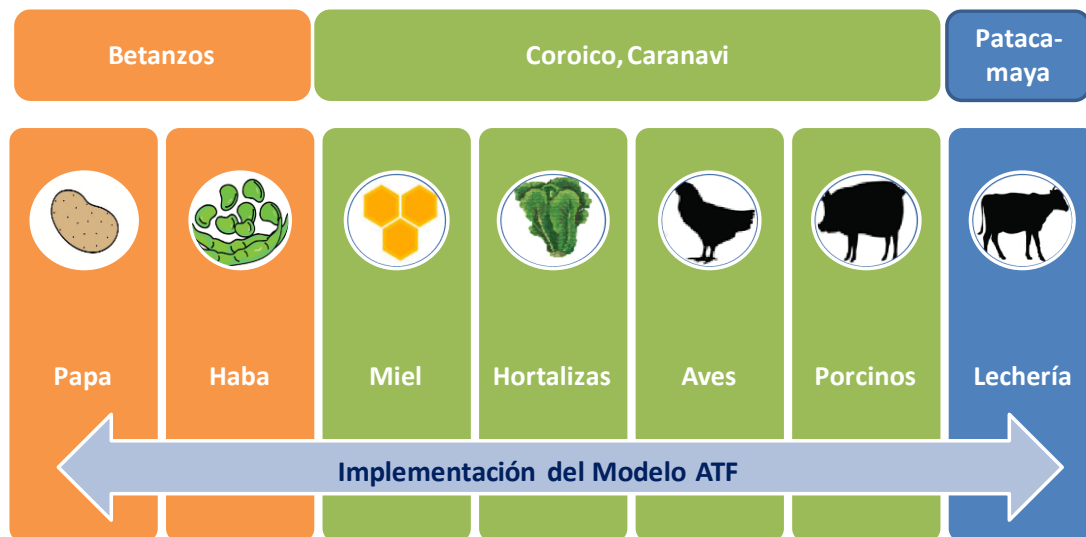 Betanzos
Coroico, Caranavi
Pataca-
maya
Papa
Haba
Miel
Hortalizas
Aves
Porcinos
Lechería
Implementación del Modelo ATF